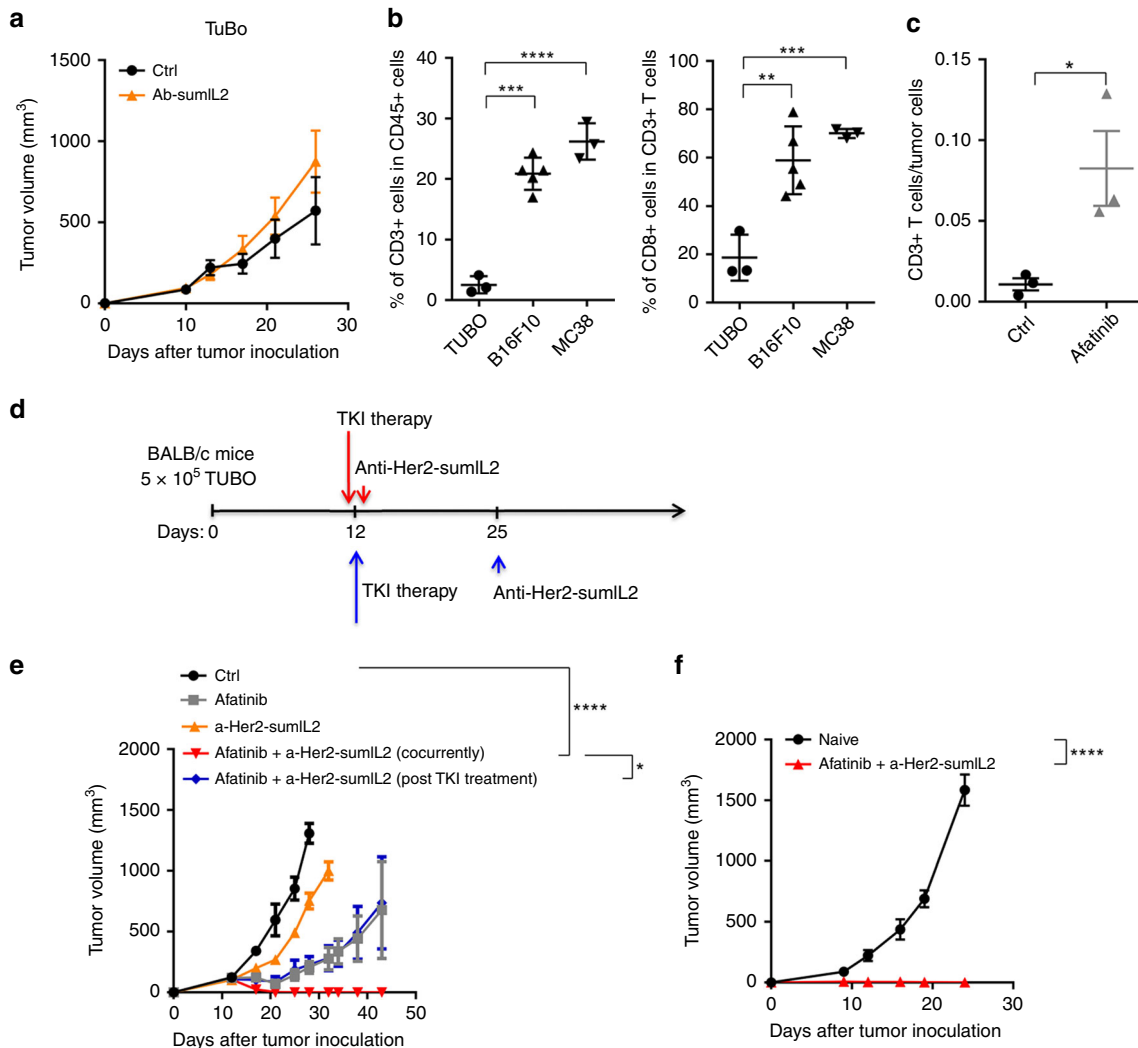 a
TuBo
Ctrl
Ab-sumIL2
Tumor volume (mm³)
1500
1000
500
0
0 10 20 30
Days after tumor inoculation
b
% of CD3+ cells in CD45+ cells
40
30
20
10
0
***
****
TUBO
B16F10
MC38
% of CD8+ cells in CD3+ T cells
100
80
60
40
20
0
**
***
TUBO
B16F10
MC38
c
CD3+ T cells/tumor cells
0.15
0.10
0.05
0.00
*
Ctrl
Afatinib
d
TKI therapy
BALB/c mice
5 × 10⁵ TUBO
Anti-Her2-sumIL2
Days: 0 12 25
TKI therapy
Anti-Her2-sumIL2
e
Ctrl
Afatinib
a-Her2-sumIL2
Afatinib + a-Her2-sumIL2 (cocurrently)
Afatinib + a-Her2-sumIL2 (post TKI treatment)
****
*
Tumor volume (mm³)
2000
1500
1000
500
0
0 10 20 30 40 50
Days after tumor inoculation
f
Naive
Afatinib + a-Her2-sumIL2
****
Tumor volume (mm³)
2000
1500
1000
500
0
0 10 20 30
Days after tumor inoculation